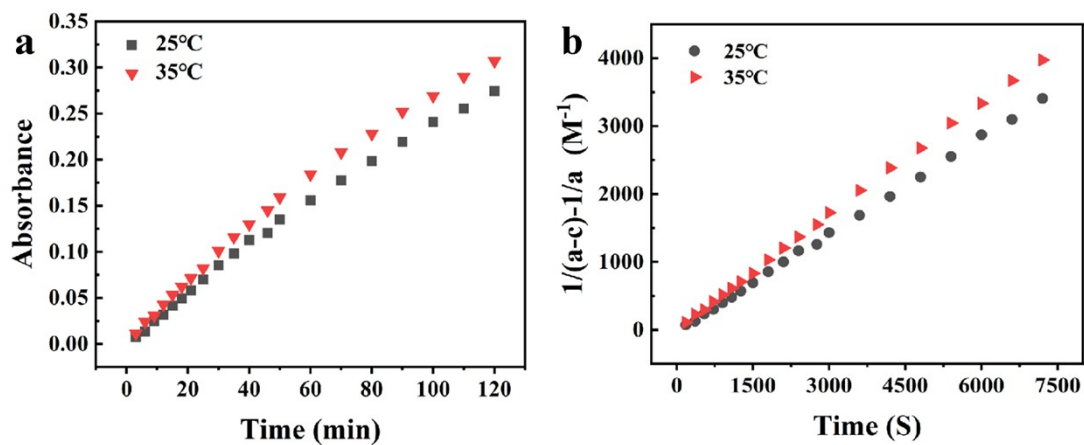 a
25°C
35°C
0.35
0.30
0.25
0.20
0.15
0.10
0.05
0.00
Absorbance
0 20 40 60 80 100 120
Time (min)
b
25°C
35°C
4000
3000
2000
1000
0
1/(a-c)-1/a (M⁻¹)
0 1500 3000 4500 6000 7500
Time (S)